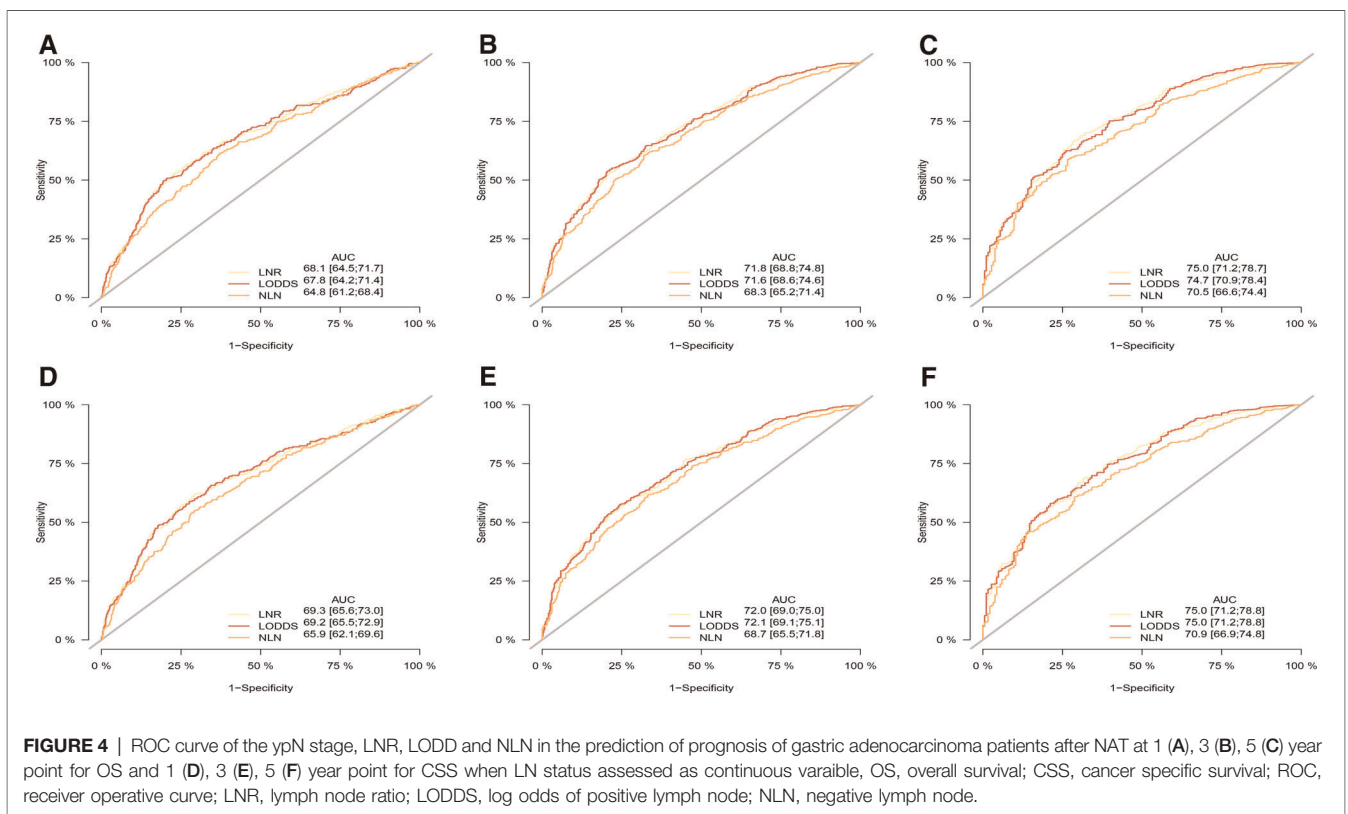 A
100 %
75 %
50 %
25 %
0 %
Sensitivity
AUC
LNR 68.1 [64.5;71.7]
LODDS 67.8 [64.2;71.4]
NLN 64.8 [61.2;68.4]
0 % 25 % 50 % 75 % 100 %
1−Specificity
B
100 %
75 %
50 %
25 %
0 %
Sensitivity
AUC
LNR 71.8 [68.8;74.8]
LODDS 71.6 [68.6;74.6]
NLN 68.3 [65.2;71.4]
0 % 25 % 50 % 75 % 100 %
1−Specificity
C
100 %
75 %
50 %
25 %
0 %
Sensitivity
AUC
LNR 75.0 [71.2;78.7]
LODDS 74.7 [70.9;78.4]
NLN 70.5 [66.6;74.4]
0 % 25 % 50 % 75 % 100 %
1−Specificity
D
100 %
75 %
50 %
25 %
0 %
Sensitivity
AUC
LNR 69.3 [65.6;73.0]
LODDS 69.2 [65.5;72.9]
NLN 65.9 [62.1;69.6]
0 % 25 % 50 % 75 % 100 %
1−Specificity
E
100 %
75 %
50 %
25 %
0 %
Sensitivity
AUC
LNR 72.0 [69.0;75.0]
LODDS 72.1 [69.1;75.1]
NLN 68.7 [65.5;71.8]
0 % 25 % 50 % 75 % 100 %
1−Specificity
F
100 %
75 %
50 %
25 %
0 %
Sensitivity
AUC
LNR 75.0 [71.2;78.8]
LODDS 75.0 [71.2;78.8]
NLN 70.9 [66.9;74.8]
0 % 25 % 50 % 75 % 100 %
1−Specificity
FIGURE 4 | ROC curve of the ypN stage, LNR, LODD and NLN in the prediction of prognosis of gastric adenocarcinoma patients after NAT at 1 (A), 3 (B), 5 (C) year
point for OS and 1 (D), 3 (E), 5 (F) year point for CSS when LN status assessed as continuous varaible, OS, overall survival; CSS, cancer specific survival; ROC,
receiver operative curve; LNR, lymph node ratio; LODDS, log odds of positive lymph node; NLN, negative lymph node.